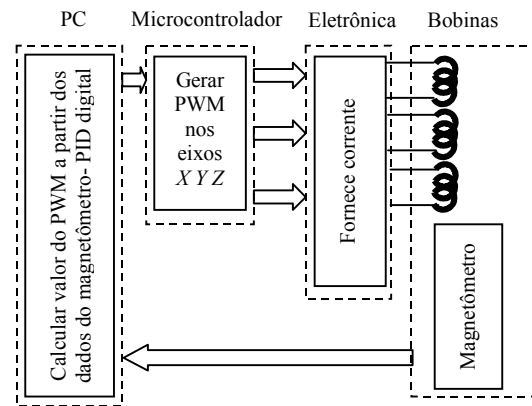 PC
Microcontrolador
Eletrônica
Bobinas
Calcular valor do PWM a partir dos
dados do magnetômetro- PID digital
Gerar
PWM
nos
eixos
X Y Z
Fornece corrente
Magnetômetro